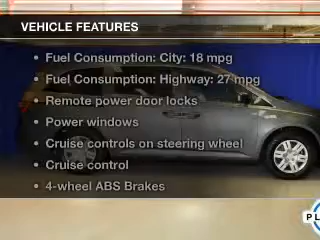 VEHICLE FEATURES
• Fuel Consumption: City: 18 mpg
• Fuel Consumption: Highway: 27 mpg
• Remote power door locks
• Power windows
• Cruise controls on steering wheel
• Cruise control
• 4-wheel ABS Brakes
PL